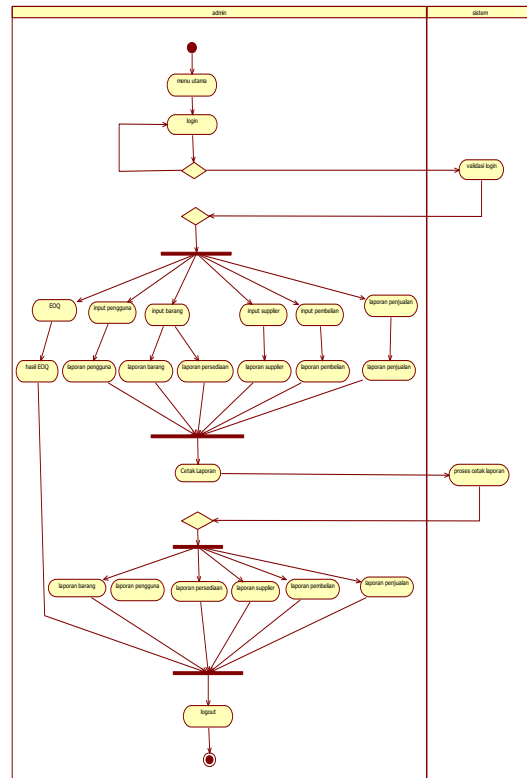 admin
sistem
menu utama
login
validasi login
EOQ
input pengguna
input barang
input supplier
input pembelian
laporan penjualan
hasil EOQ
laporan pengguna
laporan barang
laporan persediaan
laporan supplier
laporan pembelian
laporan penjualan
Cetak Laporan
proses cetak laporan
laporan barang
laporan pengguna
laporan persediaan
laporan supplier
laporan pembelian
laporan penjualan
logout